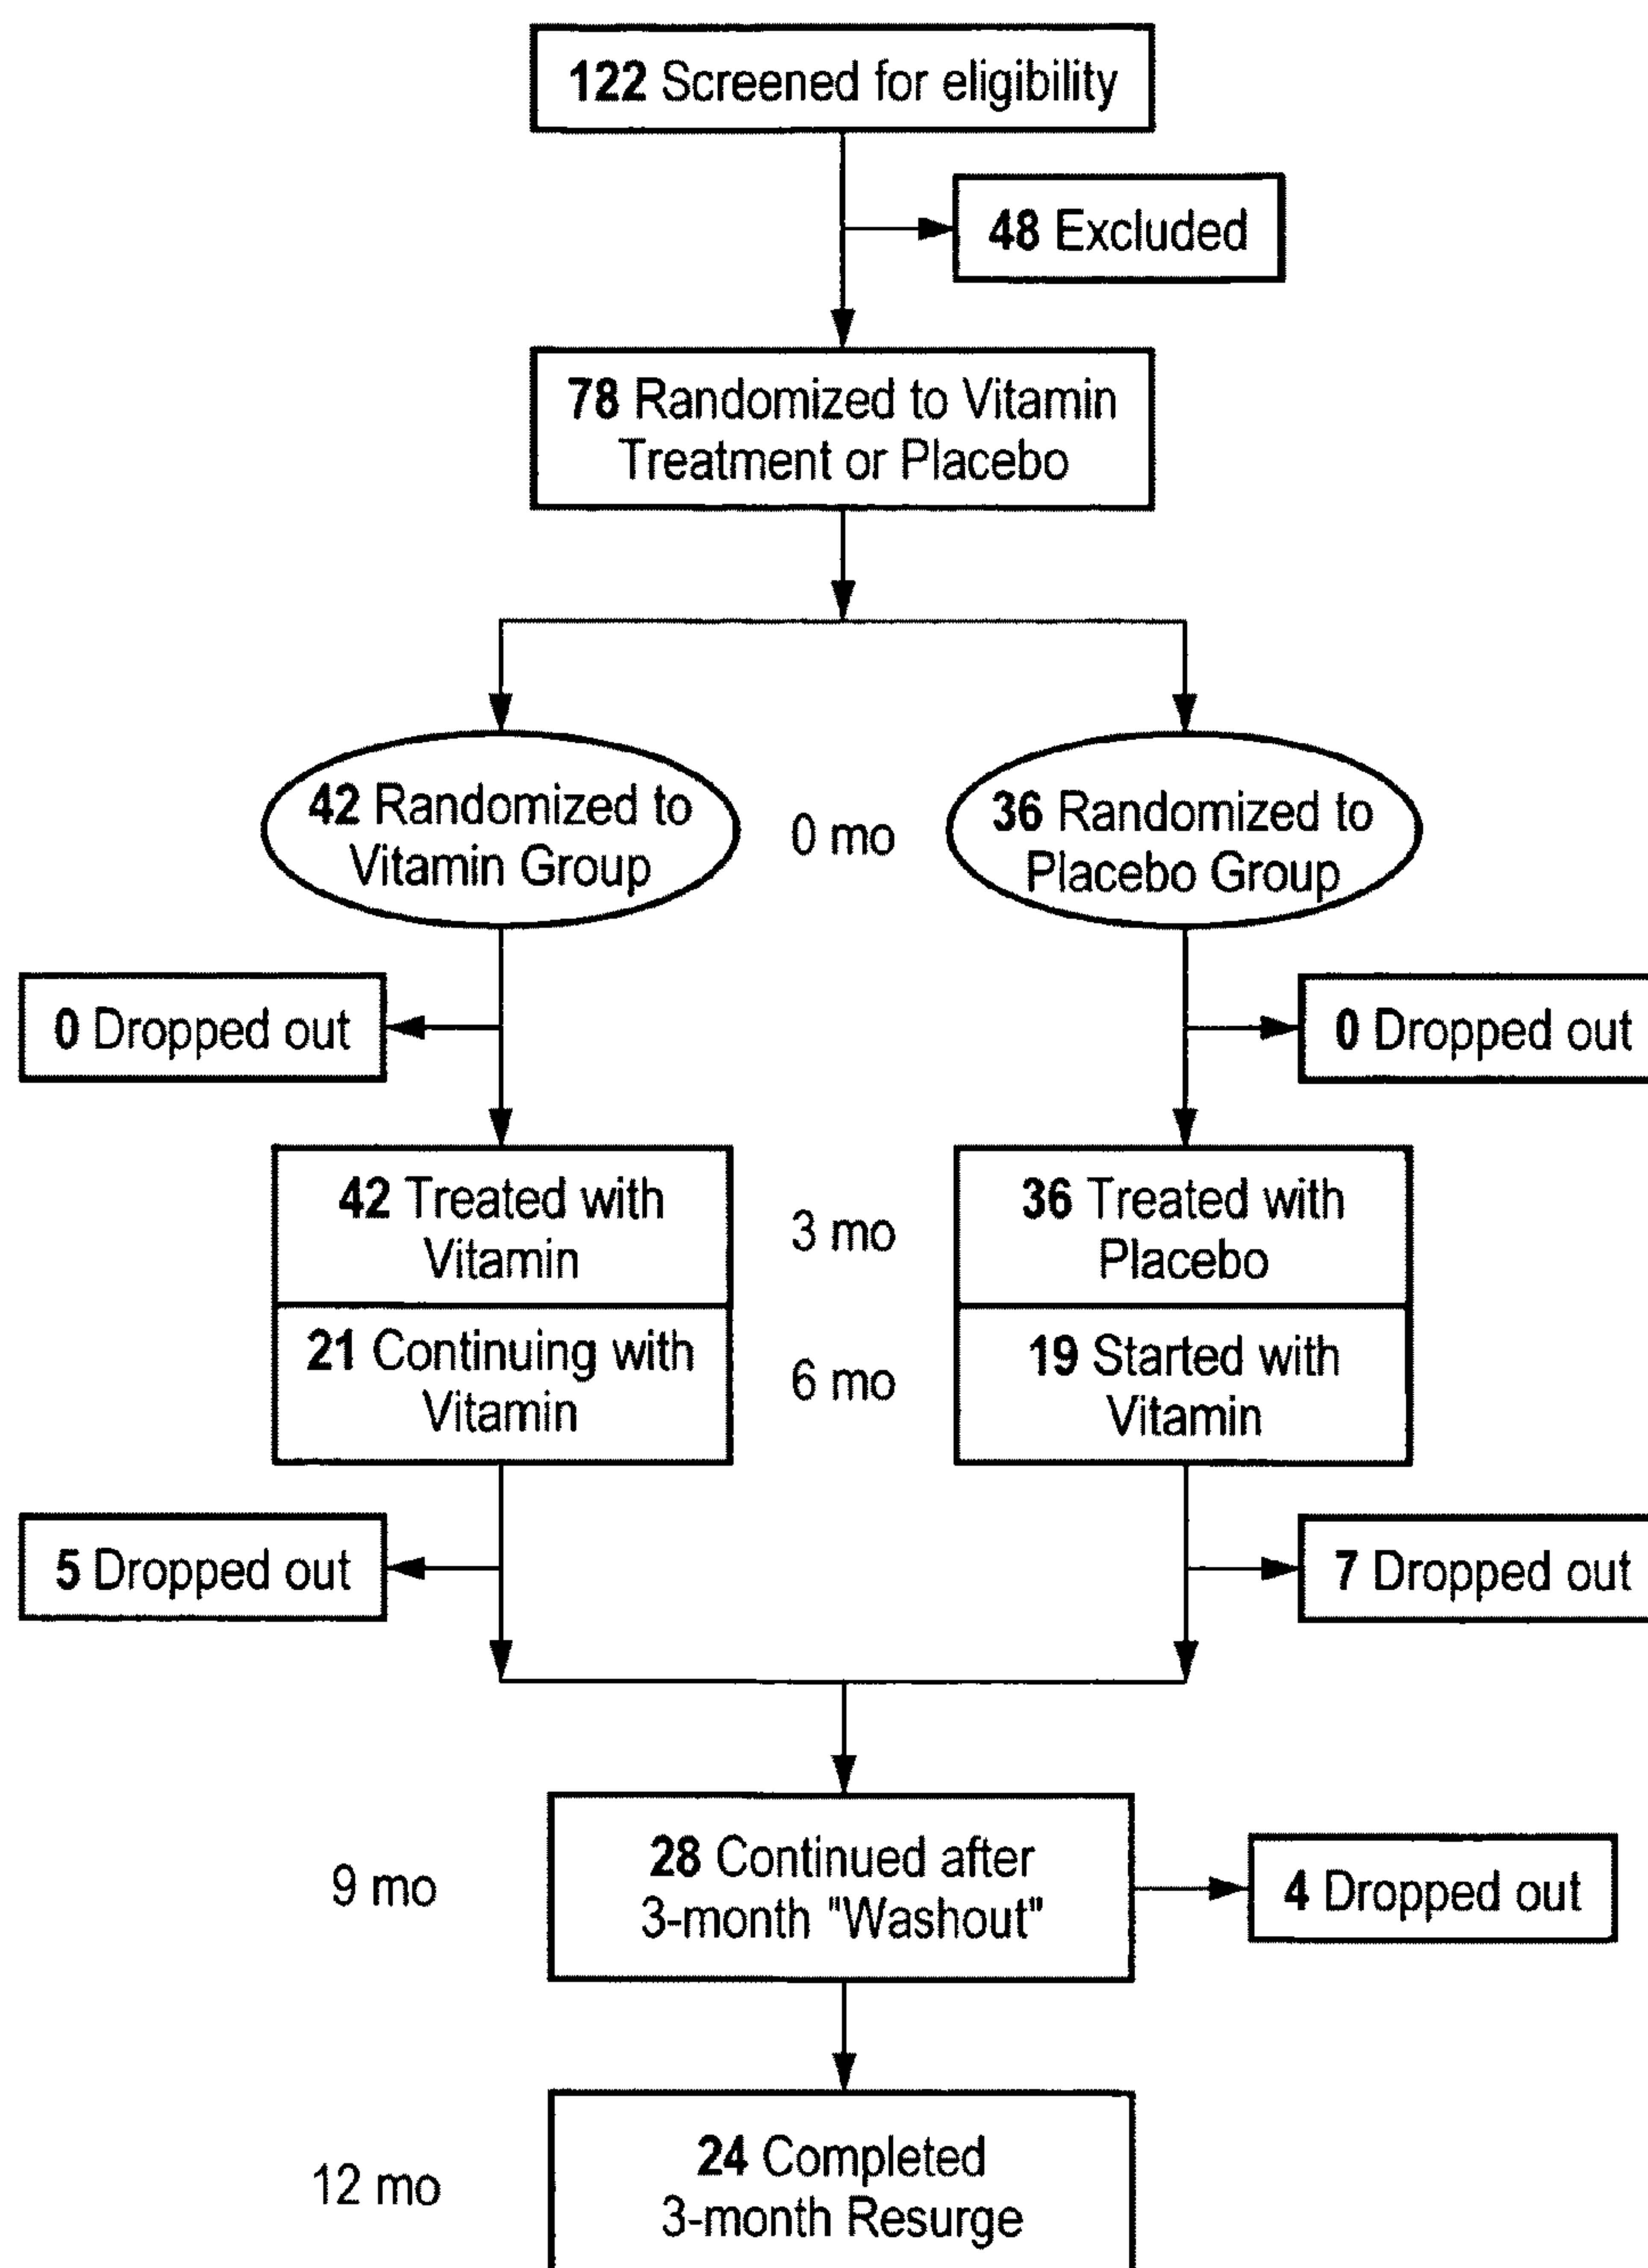 122 Screened for eligibility
48 Excluded
78 Randomized to Vitamin
Treatment or Placebo
42 Randomized to
Vitamin Group
0 mo
36 Randomized to
Placebo Group
0 Dropped out
0 Dropped out
42 Treated with
Vitamin
3 mo
36 Treated with
Placebo
21 Continuing with
Vitamin
6 mo
19 Started with
Vitamin
5 Dropped out
7 Dropped out
9 mo
28 Continued after
3-month "Washout"
4 Dropped out
12 mo
24 Completed
3-month Resurge